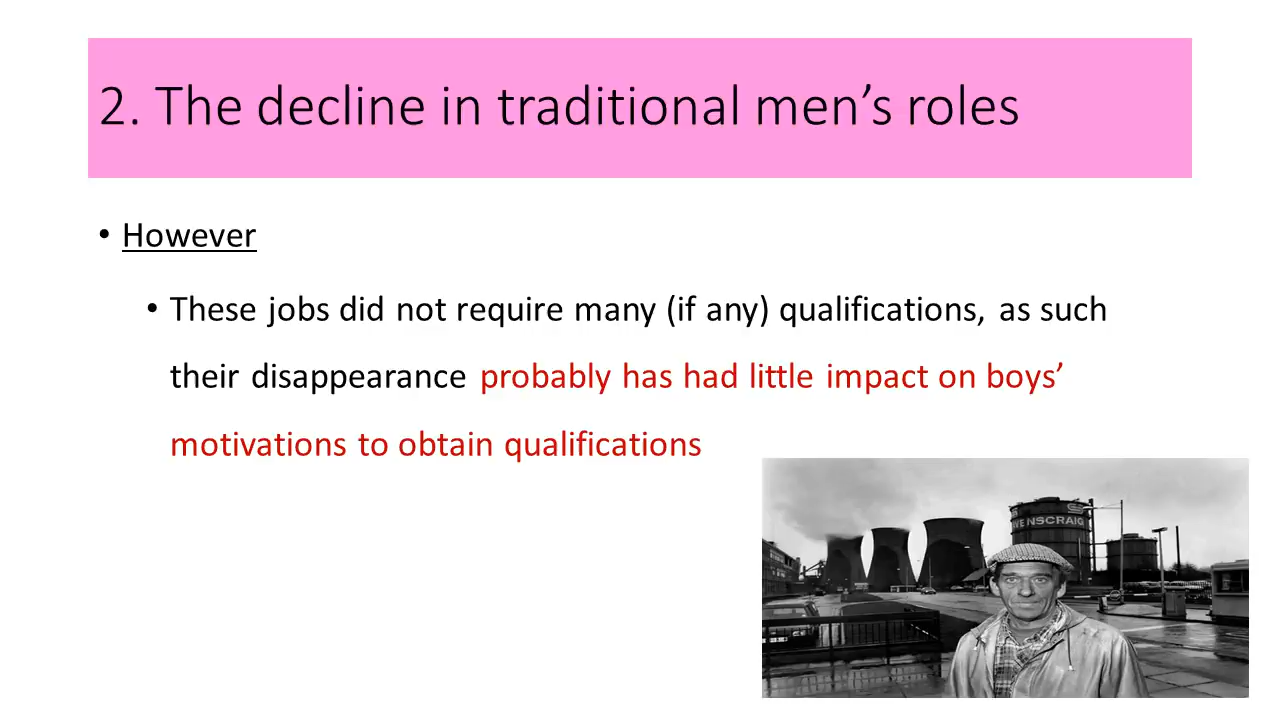 2. The decline in traditional men’s roles
• However
• These jobs did not require many (if any) qualifications, as such
their disappearance probably has had little impact on boys’
motivations to obtain qualifications
VENSCRAIG